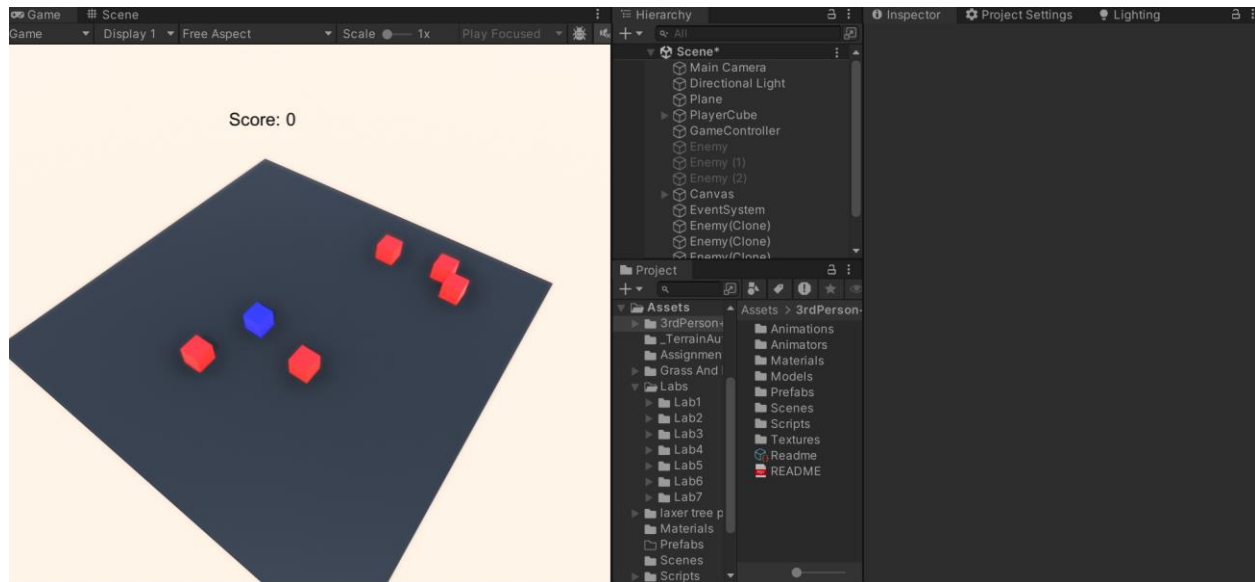 Game
Scene
Game
Display 1
Free Aspect
Scale
1x
Play Focused
Score: 0
Hierarchy
All
Scene*
Main Camera
Directional Light
Plane
PlayerCube
GameController
Enemy
Enemy (1)
Enemy (2)
Canvas
EventSystem
Enemy(Clone)
Enemy(Clone)
Enemy(Clone)
Project
Assets
3rdPerson+
_TerrainAu
Assignmen
Grass And
Labs
Lab1
Lab2
Lab3
Lab4
Lab5
Lab6
Lab7
laxer tree p
Materials
Prefabs
Scenes
Scripts
Assets > 3rdPerson+
Animations
Animators
Materials
Models
Prefabs
Scenes
Scripts
Textures
Readme
README
Inspector
Project Settings
Lighting